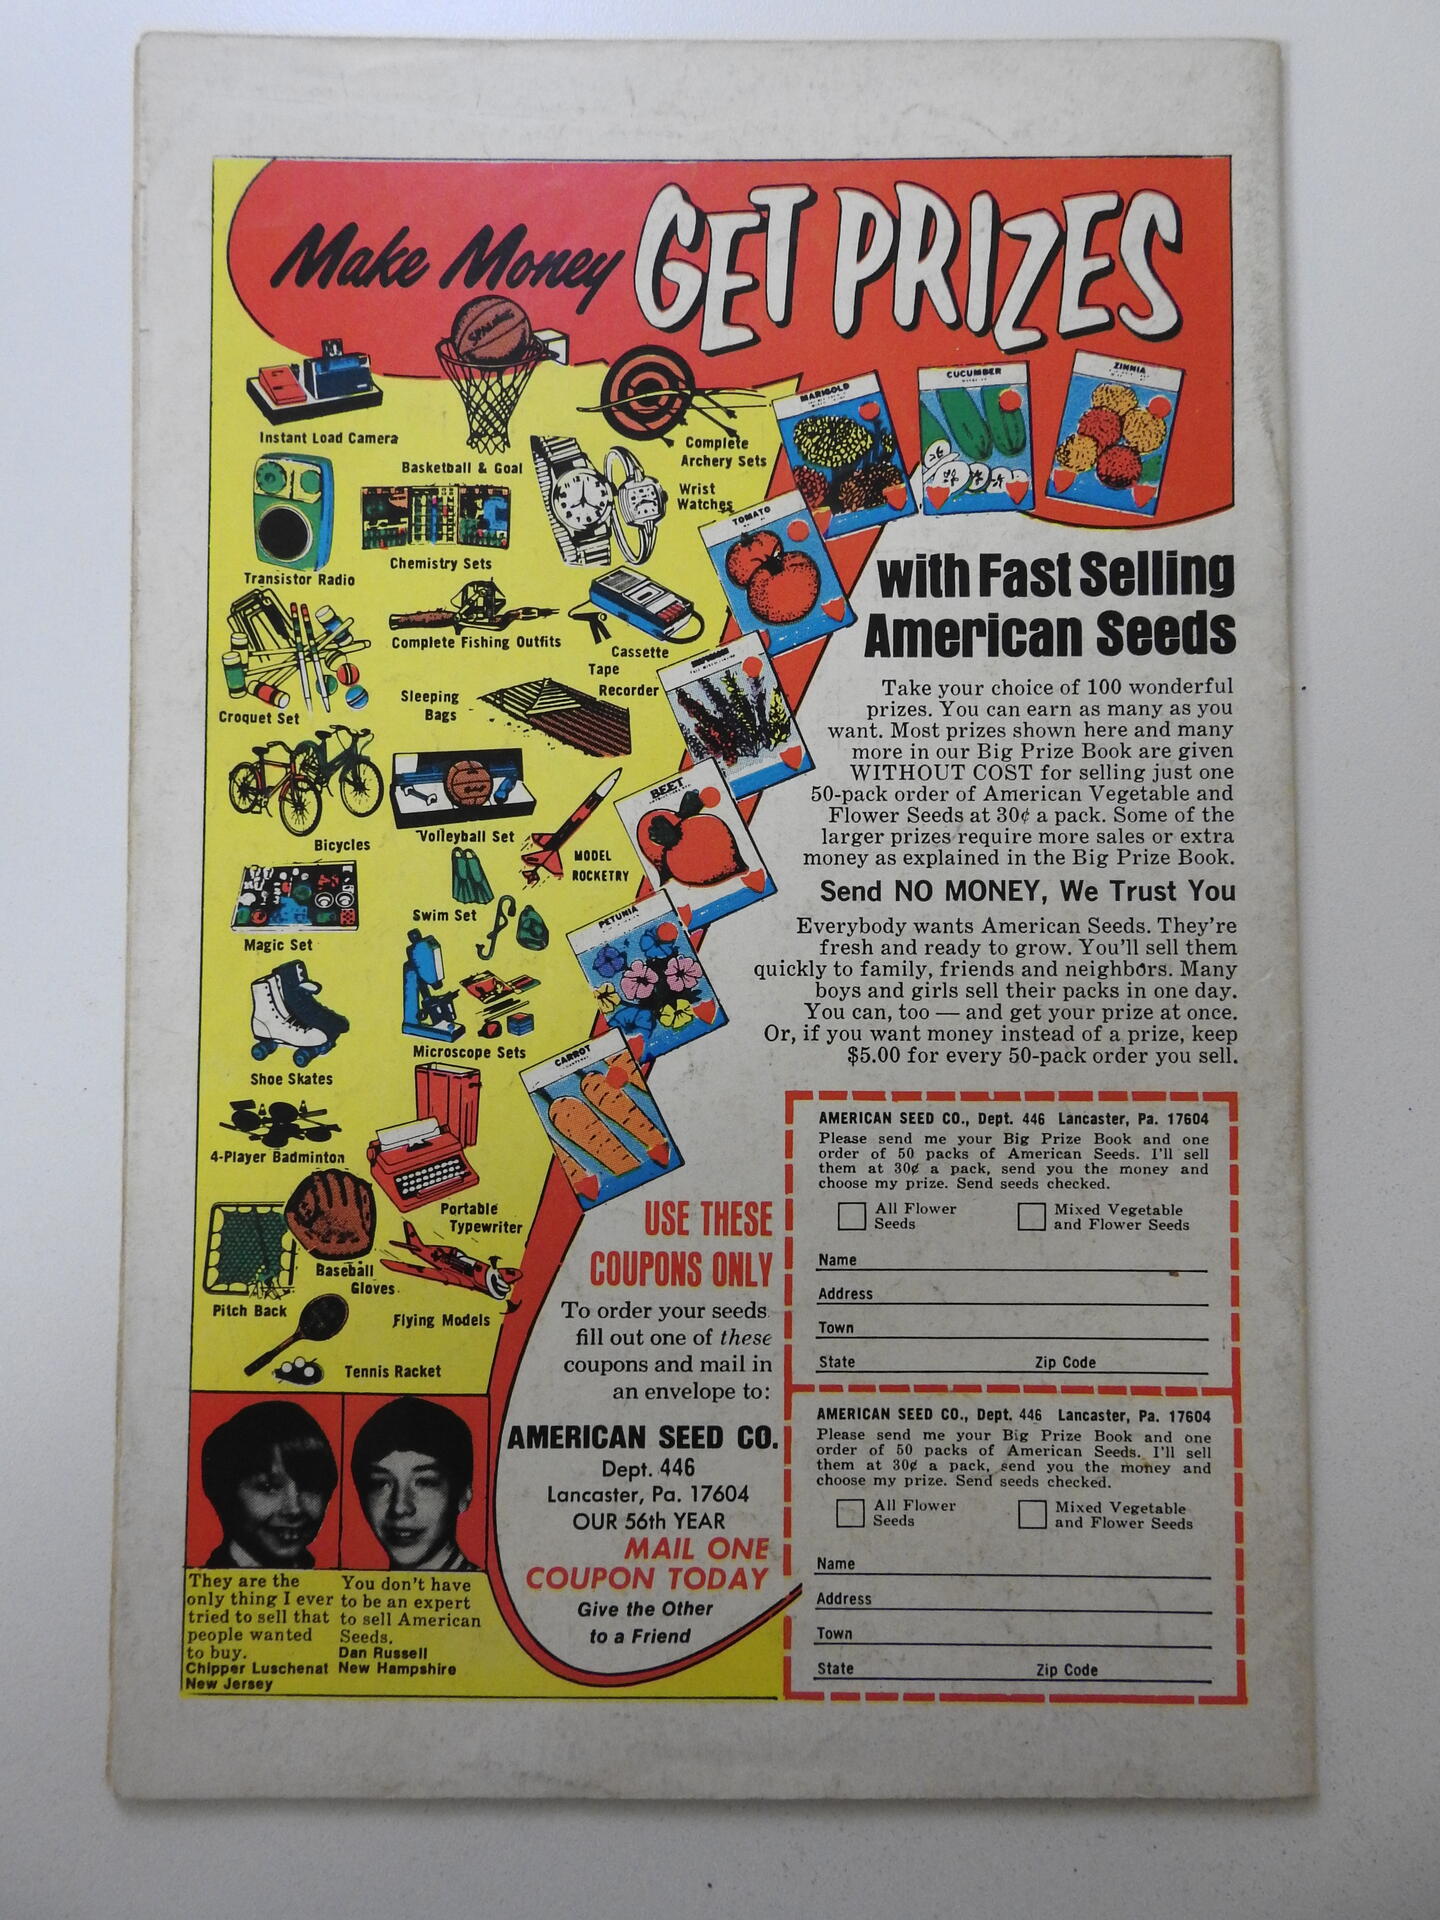 Make Money GET PRIZES
SPALDING
Instant Load Camera
Basketball & Goal
Complete
Archery Sets
Wrist
Watches
Transistor Radio
Chemistry Sets
Complete Fishing Outfits
Cassette
Tape
Recorder
Croquet Set
Sleeping
Bags
Bicycles
Volleyball Set
MODEL
ROCKETRY
Magic Set
Swim Set
Shoe Skates
Microscope Sets
4-Player Badminton
Portable
Typewriter
Pitch Back
Baseball
Gloves
Flying Models
Tennis Racket
MARIGOLD
CUCUMBER
ZINNIA
TOMATO
BEET
PETUNIA
CARROT
with Fast Selling
American Seeds
Take your choice of 100 wonderful
prizes. You can earn as many as you
want. Most prizes shown here and many
more in our Big Prize Book are given
WITHOUT COST for selling just one
50-pack order of American Vegetable and
Flower Seeds at 30¢ a pack. Some of the
larger prizes require more sales or extra
money as explained in the Big Prize Book.
Send NO MONEY, We Trust You
Everybody wants American Seeds. They're
fresh and ready to grow. You'll sell them
quickly to family, friends and neighbors. Many
boys and girls sell their packs in one day.
You can, too — and get your prize at once.
Or, if you want money instead of a prize, keep
$5.00 for every 50-pack order you sell.
USE THESE
COUPONS ONLY
To order your seeds
fill out one of these
coupons and mail in
an envelope to:
AMERICAN SEED CO.
Dept. 446
Lancaster, Pa. 17604
OUR 56th YEAR
MAIL ONE
COUPON TODAY
Give the Other
to a Friend
AMERICAN SEED CO., Dept. 446 Lancaster, Pa. 17604
Please send me your Big Prize Book and one
order of 50 packs of American Seeds. I'll sell
them at 30¢ a pack, send you the money and
choose my prize. Send seeds checked.
All Flower
Seeds
Mixed Vegetable
and Flower Seeds
Name
Address
Town
State Zip Code
AMERICAN SEED CO., Dept. 446 Lancaster, Pa. 17604
Please send me your Big Prize Book and one
order of 50 packs of American Seeds. I'll sell
them at 30¢ a pack, send you the money and
choose my prize. Send seeds checked.
All Flower
Seeds
Mixed Vegetable
and Flower Seeds
Name
Address
Town
State Zip Code
They are the
only thing I ever
tried to sell that
people wanted
to buy.
Chipper Luschenat
New Jersey
You don't have
to be an expert
to sell American
Seeds.
Dan Russell
New Hampshire